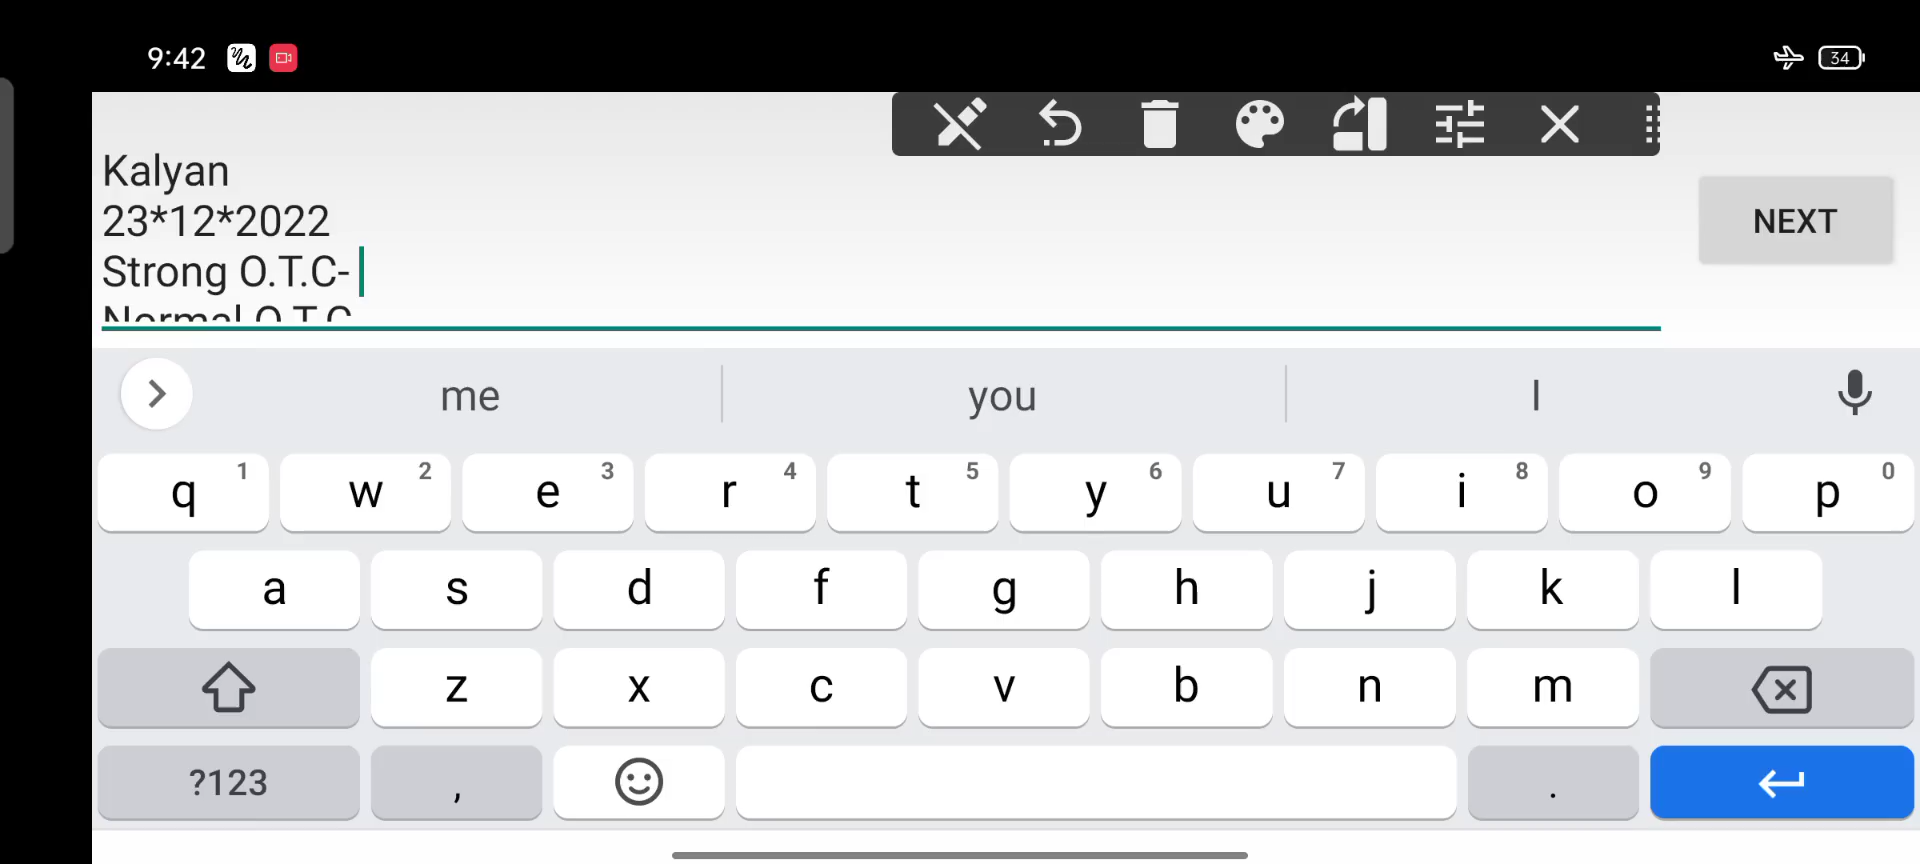 9:42
34
Kalyan
23*12*2022
NEXT
Strong O.T.C-
Normal O.T.C
me you I
q 1 w 2 e 3 r 4 t 5 y 6 u 7 i 8 o 9 p 0
a s d f g h j k l
z x c v b n m
?123 , .